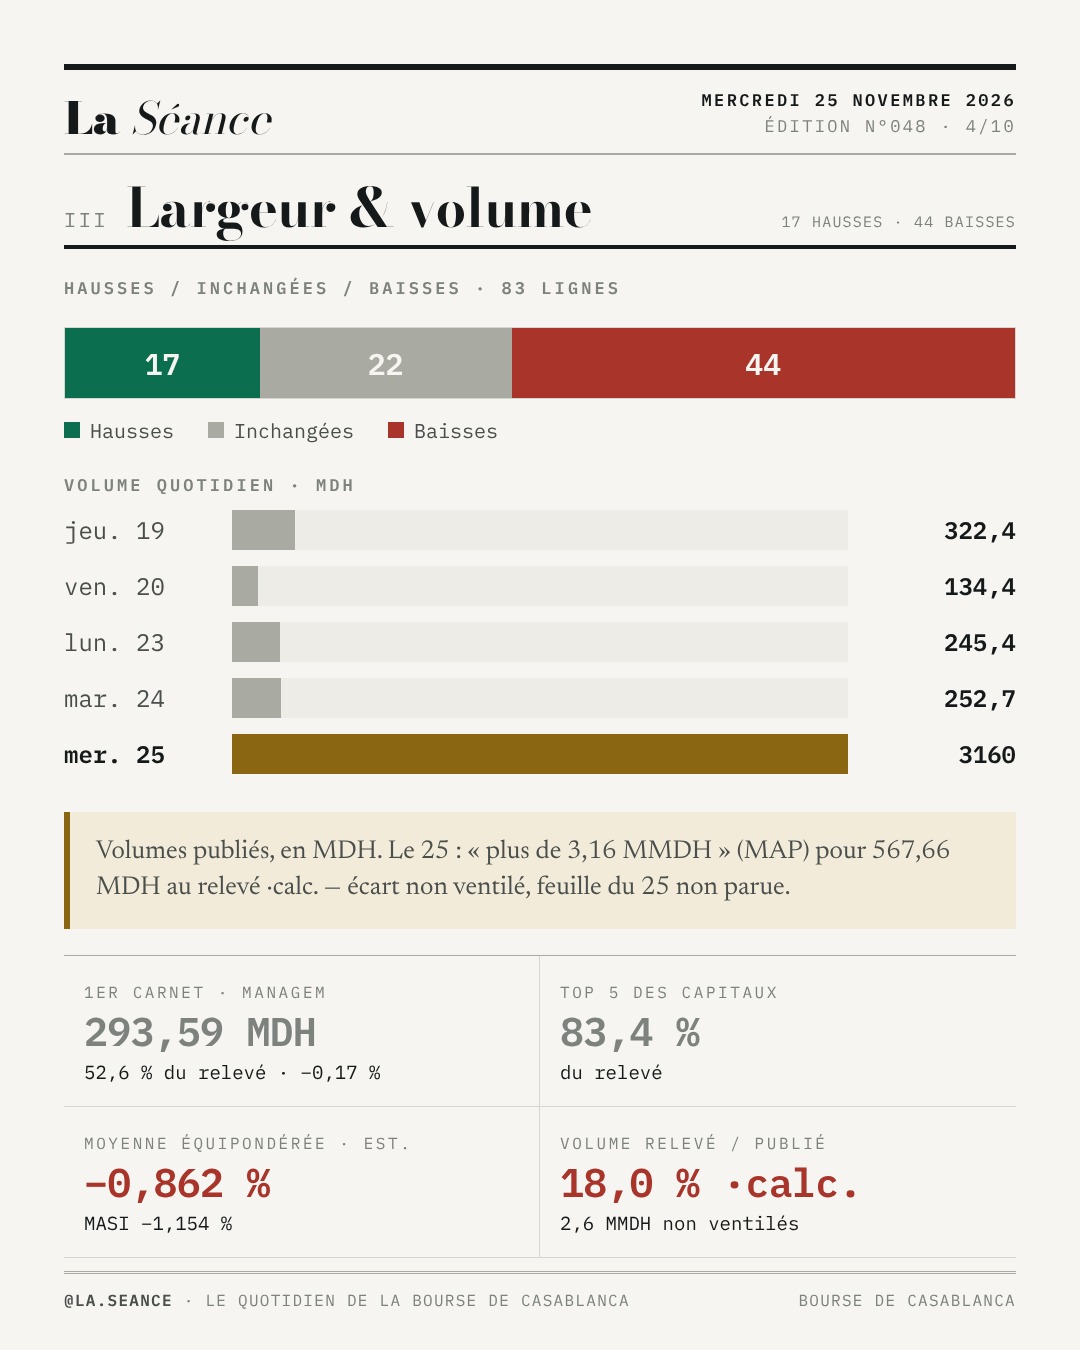 La Séance
MERCREDI 25 NOVEMBRE 2026
ÉDITION N°048 · 4/10
III Largeur & volume
17 HAUSSES · 44 BAISSES
HAUSSES / INCHANGÉES / BAISSES · 83 LIGNES
17 22 44
Hausses Inchangées Baisses
VOLUME QUOTIDIEN · MDH
jeu. 19 322,4
ven. 20 134,4
lun. 23 245,4
mar. 24 252,7
mer. 25 3160
Volumes publiés, en MDH. Le 25 : « plus de 3,16 MMDH » (MAP) pour 567,66
MDH au relevé ·calc. — écart non ventilé, feuille du 25 non parue.
1ER CARNET · MANAGEM
293,59 MDH
52,6 % du relevé · −0,17 %
TOP 5 DES CAPITAUX
83,4 %
du relevé
MOYENNE ÉQUIPONDÉRÉE · EST.
−0,862 %
MASI −1,154 %
VOLUME RELEVÉ / PUBLIÉ
18,0 % ·calc.
2,6 MMDH non ventilés
@LA.SEANCE · LE QUOTIDIEN DE LA BOURSE DE CASABLANCA
BOURSE DE CASABLANCA